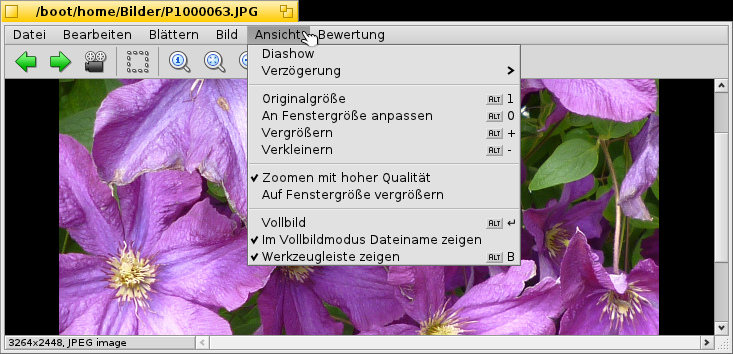 /boot/home/Bilder/P1000063.JPG
Datei Bearbeiten Blättern Bild Ansicht Bewertung
Diashow
Verzögerung
Originalgröße ALT 1
An Fenstergröße anpassen ALT 0
Vergrößern ALT +
Verkleinern ALT -
✔ Zoomen mit hoher Qualität
Auf Fenstergröße vergrößern
Vollbild ALT ↵
✔ Im Vollbildmodus Dateiname zeigen
✔ Werkzeugleiste zeigen ALT B
3264x2448, JPEG image